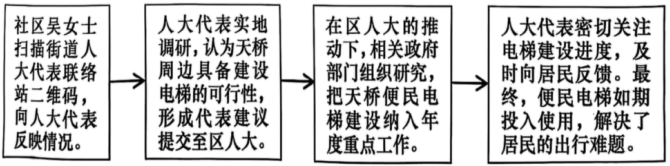 社区吴女士
扫描街道人
大代表联络
站二维码，
向人大代表
反映情况。
人大代表实地
调研，认为天桥
周边具备建设
电梯的可行性，
形成代表建议
提交至区人大。
在区人大的推
动下，相关政府
部门组织研究，
把天桥便民电
梯建设纳入年
度重点工作。
人大代表密切关注
电梯建设进度，及
时向居民反馈。最
终，便民电梯如期
投入使用，解决了
居民的出行难题。